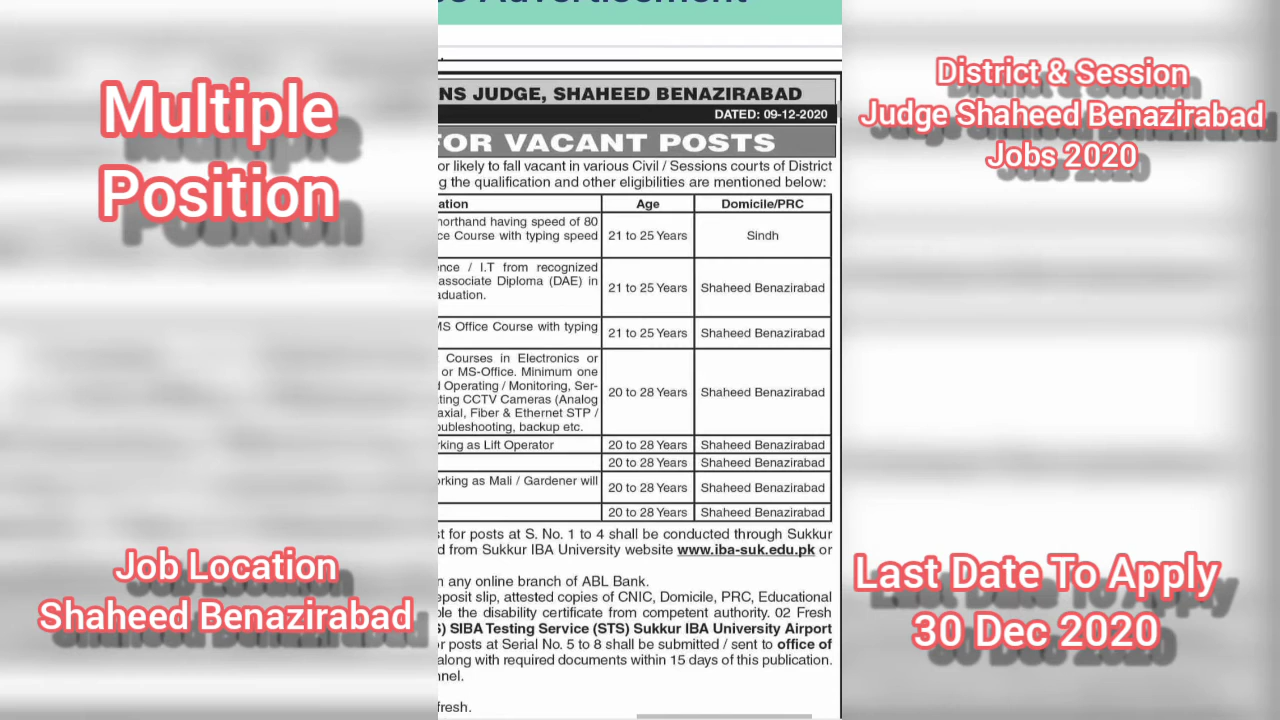 Advertisement
Multiple
Position
District & Session
Judge Shaheed Benazirabad
Jobs 2020
Job Location
Shaheed Benazirabad
Last Date To Apply
30 Dec 2020
NS JUDGE, SHAHEED BENAZIRABAD
DATED: 09-12-2020
FOR VACANT POSTS
or likely to fall vacant in various Civil / Sessions courts of District
g the qualification and other eligibilities are mentioned below:
ation Age Domicile/PRC
horthand having speed of 80
ce Course with typing speed 21 to 25 Years Sindh
ence / I.T from recognized
associate Diploma (DAE) in 21 to 25 Years Shaheed Benazirabad
aduation.
MS Office Course with typing 21 to 25 Years Shaheed Benazirabad
Courses in Electronics or
or MS-Office. Minimum one
d Operating / Monitoring, Ser-
ating CCTV Cameras (Analog 20 to 28 Years Shaheed Benazirabad
axial, Fiber & Ethernet STP /
oubleshooting, backup etc.
rking as Lift Operator 20 to 28 Years Shaheed Benazirabad
20 to 28 Years Shaheed Benazirabad
orking as Mali / Gardener will 20 to 28 Years Shaheed Benazirabad
20 to 28 Years Shaheed Benazirabad
st for posts at S. No. 1 to 4 shall be conducted through Sukkur
d from Sukkur IBA University website www.iba-suk.edu.pk or
n any online branch of ABL Bank.
eposit slip, attested copies of CNIC, Domicile, PRC, Educational
le the disability certificate from competent authority. 02 Fresh
S) SIBA Testing Service (STS) Sukkur IBA University Airport
r posts at Serial No. 5 to 8 shall be submitted / sent to office of
along with required documents within 15 days of this publication.
nnel.
fresh.